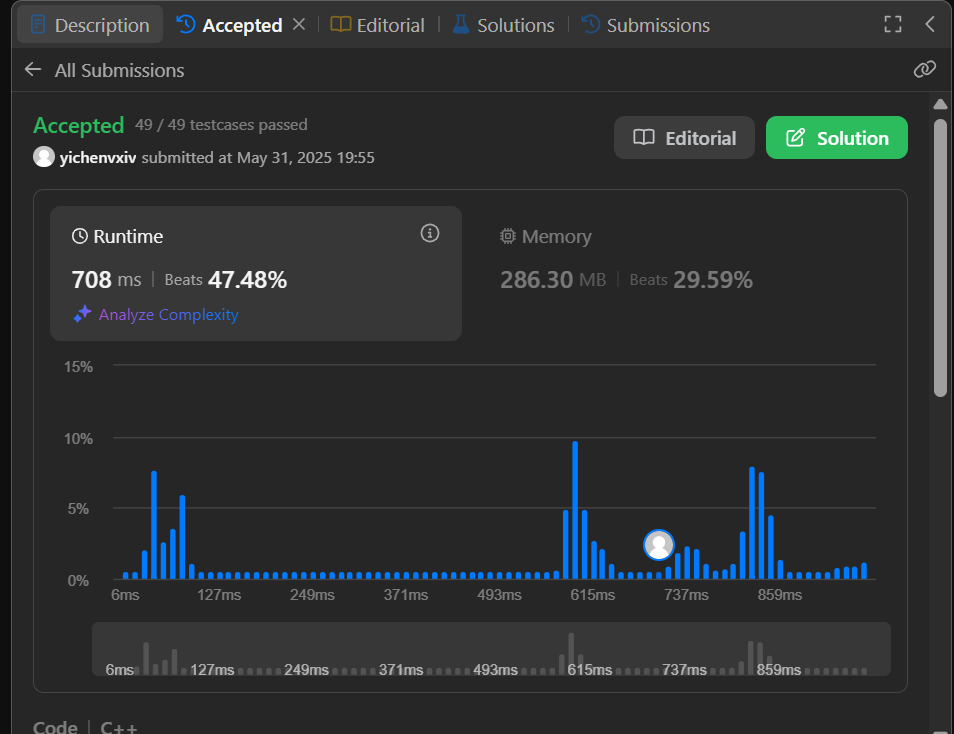 Description Accepted Editorial Solutions Submissions
All Submissions
Accepted 49 / 49 testcases passed
yichenvxiv submitted at May 31, 2025 19:55
Editorial Solution
Runtime
708 ms Beats 47.48%
Analyze Complexity
Memory
286.30 MB Beats 29.59%
15%
10%
5%
0%
6ms 127ms 249ms 371ms 493ms 615ms 737ms 859ms
6ms 127ms 249ms 371ms 493ms 615ms 737ms 859ms
Code C++